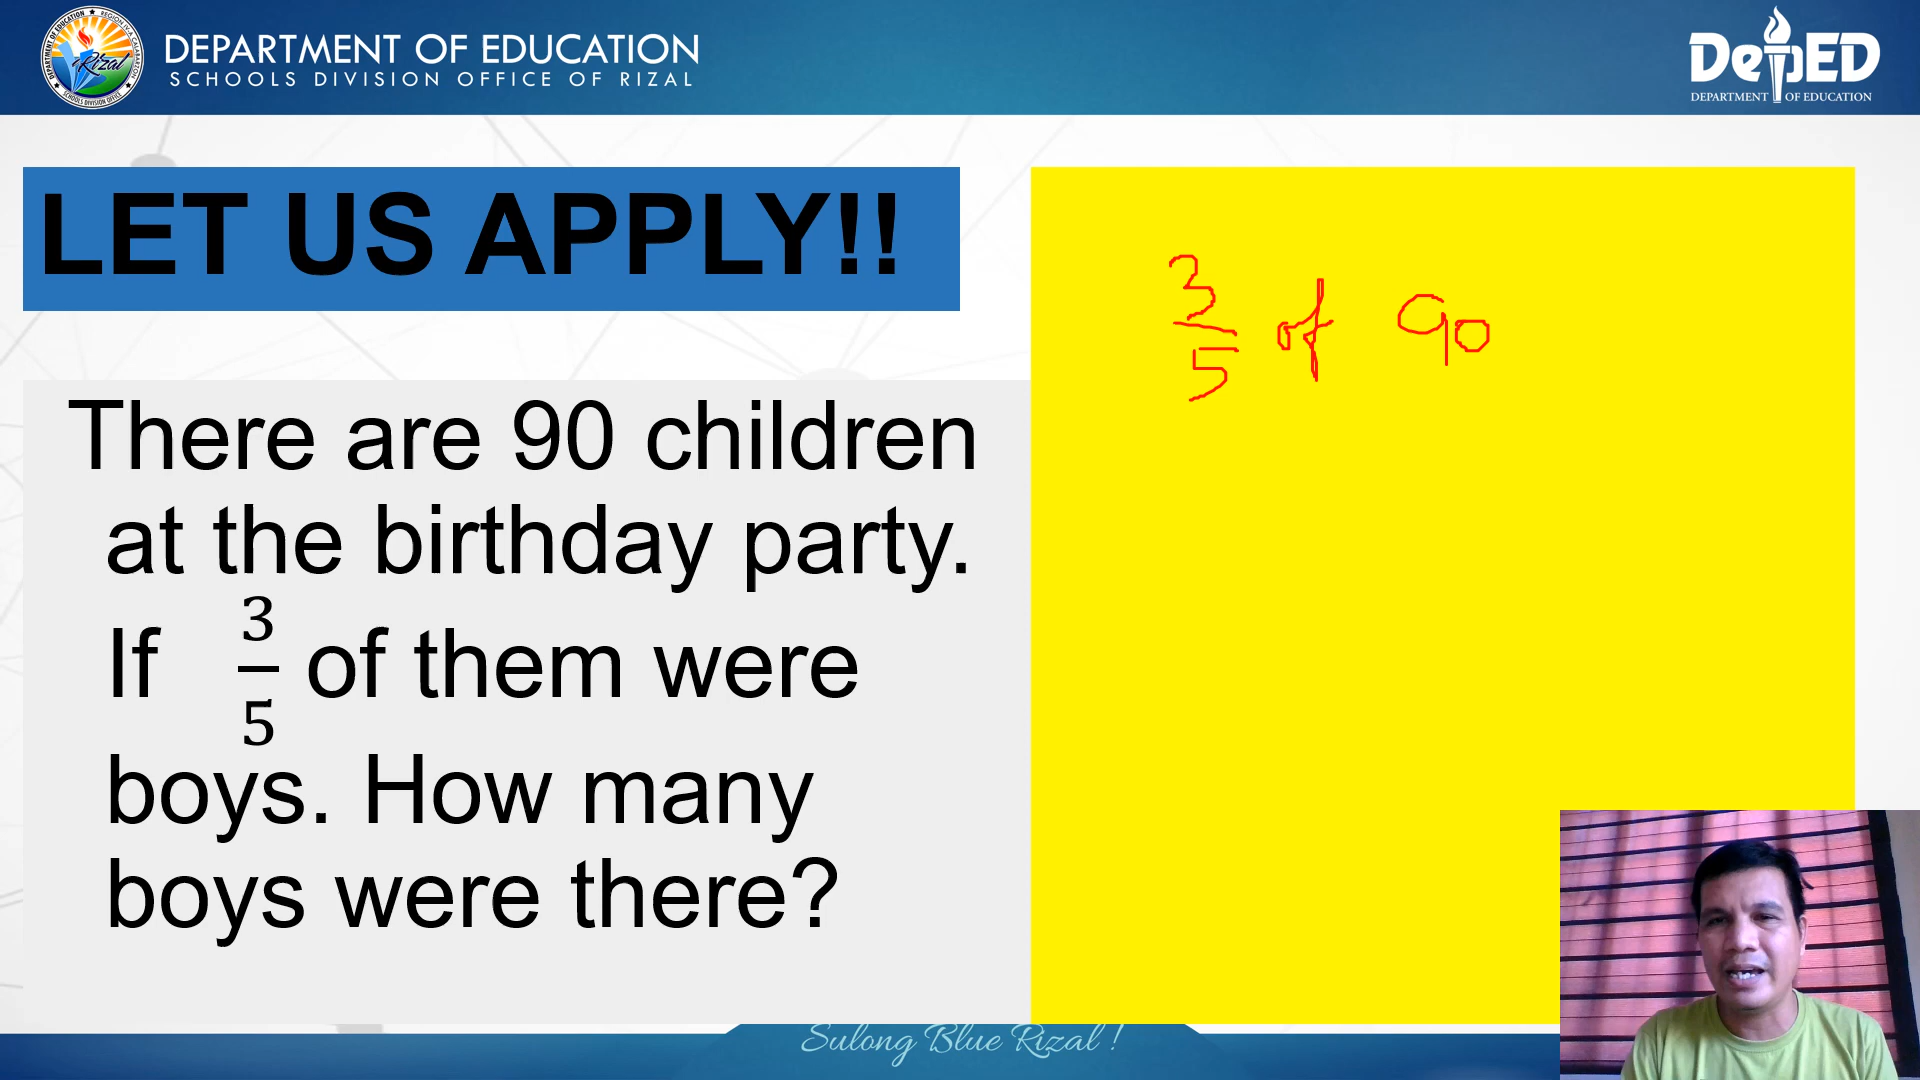 DEPARTMENT OF EDUCATION
SCHOOLS DIVISION OFFICE OF RIZAL
DepED
DEPARTMENT OF EDUCATION
LET US APPLY!!
There are 90 children
at the birthday party.
If 3/5 of them were
boys. How many
boys were there?
3/5 of 90
Sulong Blue Rizal !